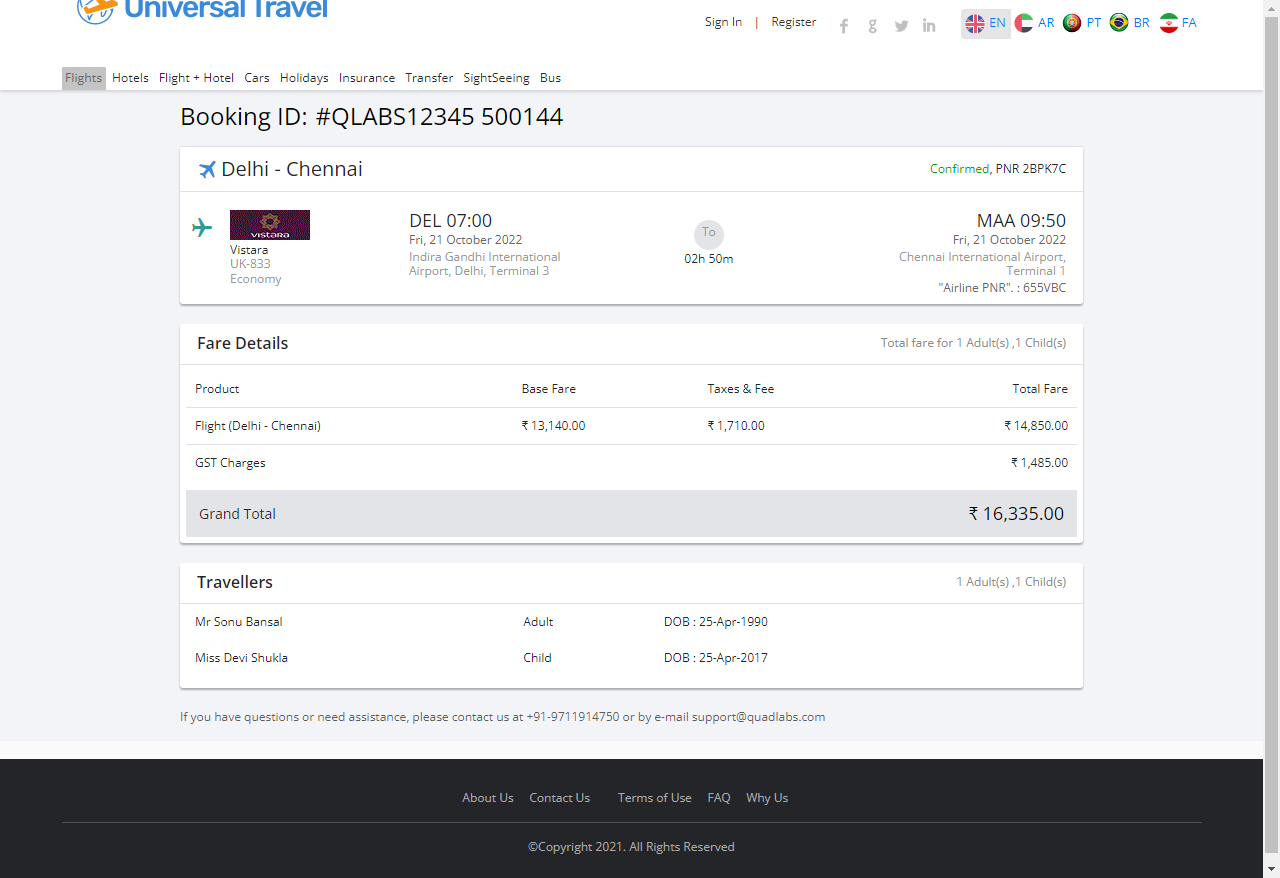 Universal Travel
Sign In | Register
EN AR PT BR FA
Flights Hotels Flight + Hotel Cars Holidays Insurance Transfer SightSeeing Bus
Booking ID: #QLABS12345 500144
Delhi - Chennai
Confirmed, PNR 2BPK7C
VISTARA
Vistara
UK-833
Economy
DEL 07:00
Fri, 21 October 2022
Indira Gandhi International
Airport, Delhi, Terminal 3
To
02h 50m
MAA 09:50
Fri, 21 October 2022
Chennai International Airport,
Terminal 1
"Airline PNR". : 655VBC
Fare Details
Total fare for 1 Adult(s) ,1 Child(s)
Product Base Fare Taxes & Fee Total Fare
Flight (Delhi - Chennai) ₹ 13,140.00 ₹ 1,710.00 ₹ 14,850.00
GST Charges ₹ 1,485.00
Grand Total ₹ 16,335.00
Travellers
1 Adult(s) ,1 Child(s)
Mr Sonu Bansal Adult DOB : 25-Apr-1990
Miss Devi Shukla Child DOB : 25-Apr-2017
If you have questions or need assistance, please contact us at +91-9711914750 or by e-mail support@quadlabs.com
About Us Contact Us Terms of Use FAQ Why Us
©Copyright 2021. All Rights Reserved